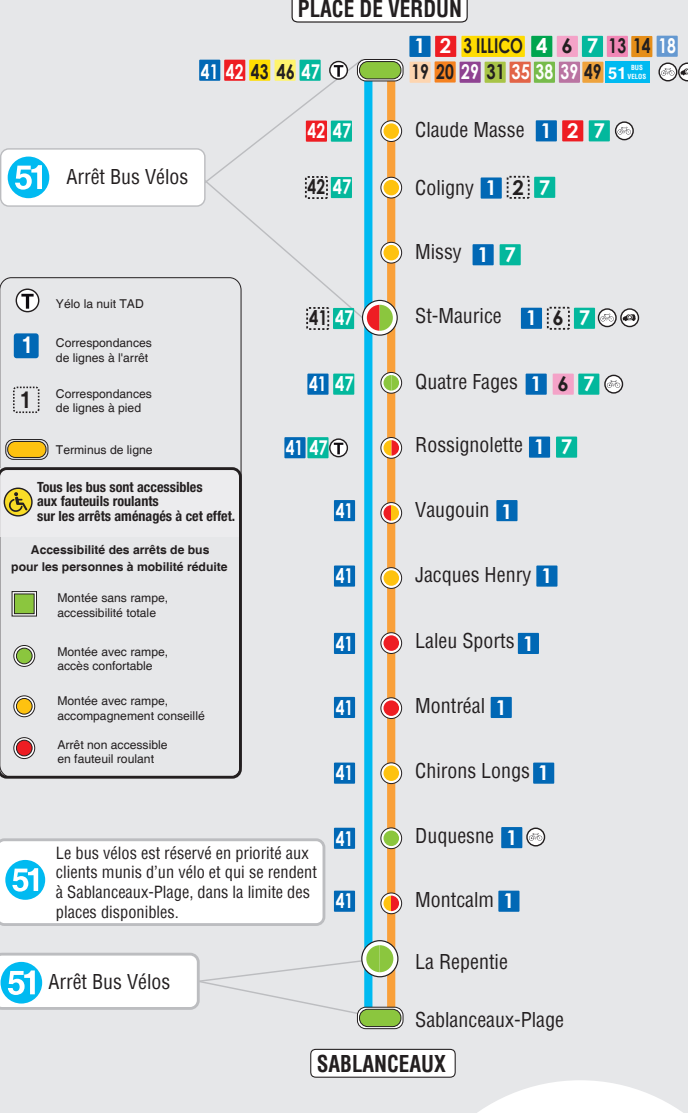 PLACE DE VERDUN
1 2 3 ILLICO 4 6 7 13 14 18
41 42 43 46 47 T 19 20 29 31 35 38 39 49 51 BUS VELOS
42 47 Claude Masse 1 2 7
51 Arrêt Bus Vélos
42 47 Coligny 1 2 7
Missy 1 7
T Yélo la nuit TAD
41 47 St-Maurice 1 6 7
1 Correspondances
de lignes à l'arrêt
41 47 Quatre Fages 1 6 7
1 Correspondances
de lignes à pied
Terminus de ligne
41 47 T Rossignolette 1 7
Tous les bus sont accessibles
aux fauteuils roulants
sur les arrêts aménagés à cet effet.
41 Vaugouin 1
Accessibilité des arrêts de bus
pour les personnes à mobilité réduite
41 Jacques Henry 1
Montée sans rampe,
accessibilité totale
41 Laleu Sports 1
Montée avec rampe,
accès confortable
41 Montréal 1
Montée avec rampe,
accompagnement conseillé
Arrêt non accessible
en fauteuil roulant
41 Chirons Longs 1
41 Duquesne 1
51 Le bus vélos est réservé en priorité aux
clients munis d'un vélo et qui se rendent
à Sablanceaux-Plage, dans la limite des
places disponibles.
41 Montcalm 1
La Repentie
51 Arrêt Bus Vélos
Sablanceaux-Plage
SABLANCEAUX